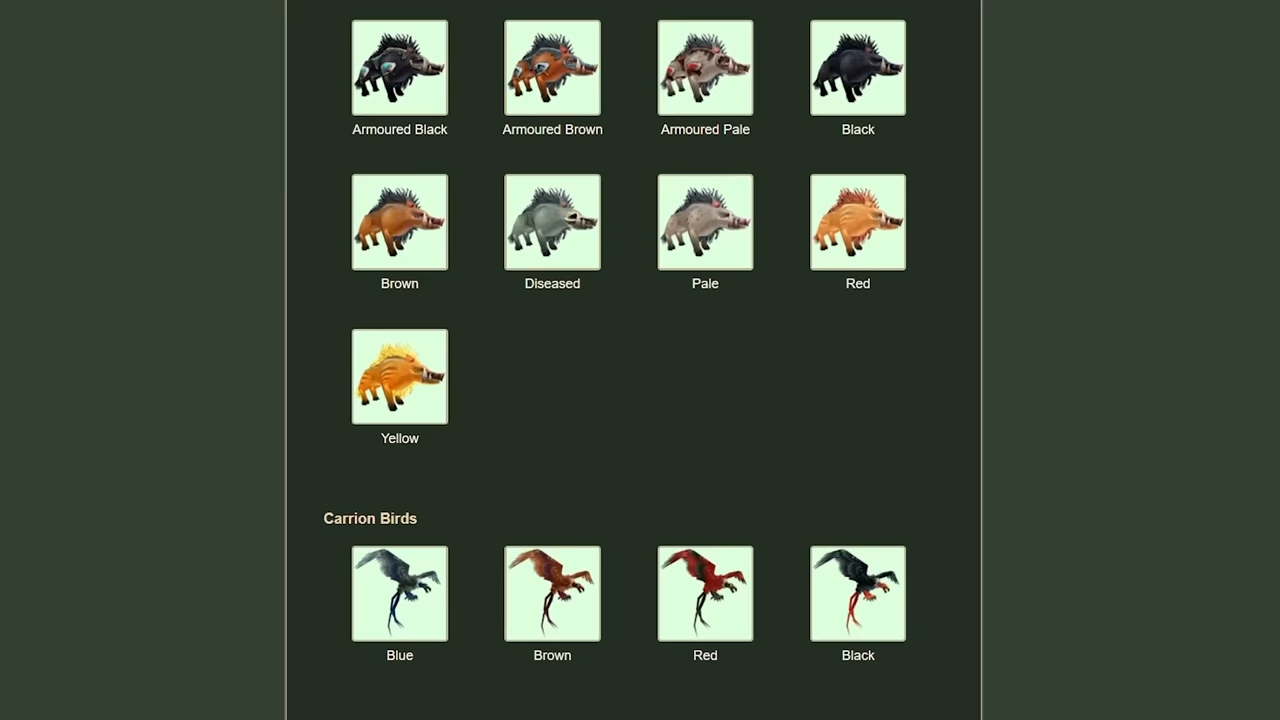 Armoured Black Armoured Brown Armoured Pale Black
Brown Diseased Pale Red
Yellow
Carrion Birds
Blue Brown Red Black